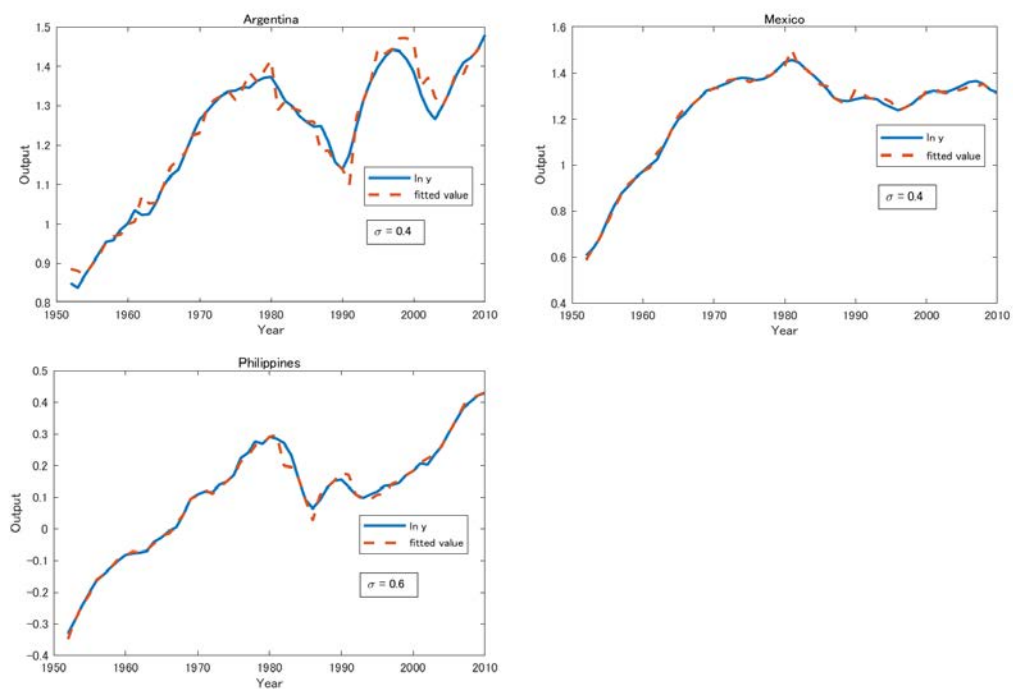 Argentina
1.5
1.4
1.3
1.2
1.1
1
0.9
0.8
Output
1950 1960 1970 1980 1990 2000 2010
Year
ln y
fitted value
σ = 0.4
Mexico
1.6
1.4
1.2
1
0.8
0.6
0.4
Output
1950 1960 1970 1980 1990 2000 2010
Year
ln y
fitted value
σ = 0.4
Philippines
0.5
0.4
0.3
0.2
0.1
0
-0.1
-0.2
-0.3
-0.4
Output
1950 1960 1970 1980 1990 2000 2010
Year
ln y
fitted value
σ = 0.6